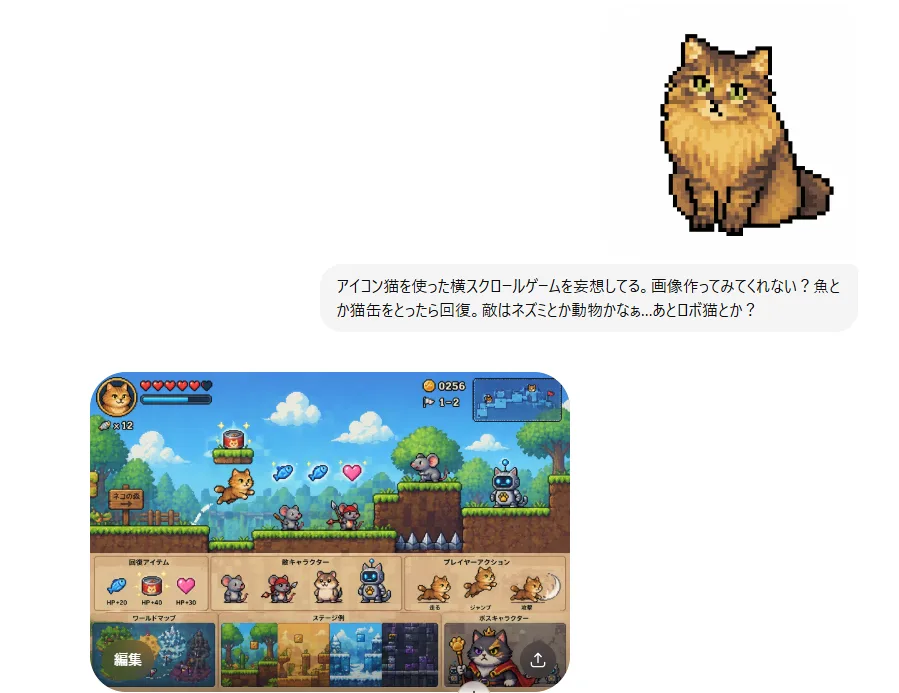 アイコン猫を使った横スクロールゲームを妄想してる。画像作ってみてくれない？魚と
か猫缶をとったら回復。敵はネズミとか動物かなぁ...あとロボ猫とか？
0256
1-2
x12
ネコの森
回復アイテム
敵キャラクター
プレイヤーアクション
HP+20
HP+40
HP+30
走る
ジャンプ
攻撃
ワールドマップ
ステージ例
ボスキャラクター
編集